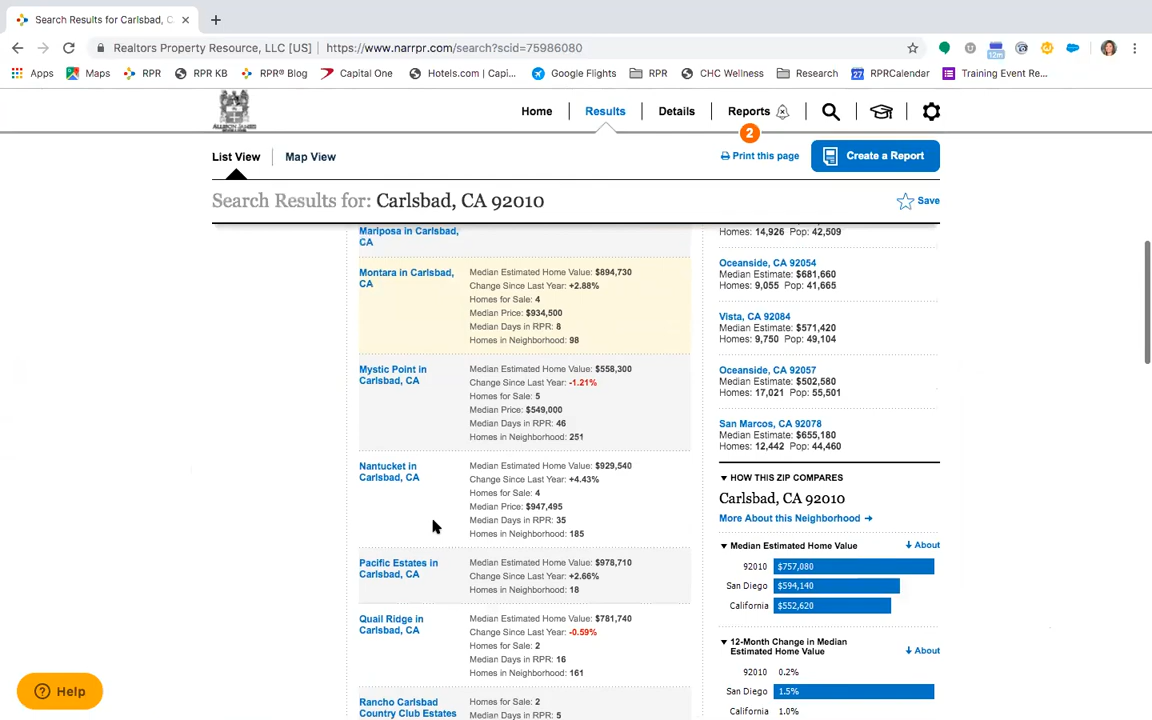 Search Results for Carlsbad, C
Realtors Property Resource, LLC [US] | https://www.narrpr.com/search?scid=75986080
12m
Apps Maps RPR RPR KB RPR® Blog Capital One Hotels.com | Capi... Google Flights RPR CHC Wellness Research 27 RPRCalendar Training Event Re...
ALLISON JAMES
Home Results Details Reports
2
List View Map View Print this page Create a Report
Search Results for: Carlsbad, CA 92010 Save
Mariposa in Carlsbad,
CA
Montara in Carlsbad,
CA
Median Estimated Home Value: $894,730
Change Since Last Year: +2.88%
Homes for Sale: 4
Median Price: $934,500
Median Days in RPR: 8
Homes in Neighborhood: 98
Mystic Point in
Carlsbad, CA
Median Estimated Home Value: $558,300
Change Since Last Year: -1.21%
Homes for Sale: 5
Median Price: $549,000
Median Days in RPR: 46
Homes in Neighborhood: 251
Nantucket in
Carlsbad, CA
Median Estimated Home Value: $929,540
Change Since Last Year: +4.43%
Homes for Sale: 4
Median Price: $947,495
Median Days in RPR: 35
Homes in Neighborhood: 185
Pacific Estates in
Carlsbad, CA
Median Estimated Home Value: $978,710
Change Since Last Year: +2.66%
Homes in Neighborhood: 18
Quail Ridge in
Carlsbad, CA
Median Estimated Home Value: $781,740
Change Since Last Year: -0.59%
Homes for Sale: 2
Median Days in RPR: 16
Homes in Neighborhood: 161
Rancho Carlsbad
Country Club Estates
Homes for Sale: 2
Median Days in RPR: 5
Homes: 14,926 Pop: 42,509
Oceanside, CA 92054
Median Estimate: $681,660
Homes: 9,055 Pop: 41,665
Vista, CA 92084
Median Estimate: $571,420
Homes: 9,750 Pop: 49,104
Oceanside, CA 92057
Median Estimate: $502,580
Homes: 17,021 Pop: 55,501
San Marcos, CA 92078
Median Estimate: $655,180
Homes: 12,442 Pop: 44,460
HOW THIS ZIP COMPARES
Carlsbad, CA 92010
More About this Neighborhood
Median Estimated Home Value About
92010 $757,080
San Diego $594,140
California $552,620
12-Month Change in Median
Estimated Home Value About
92010 0.2%
San Diego 1.5%
California 1.0%
Help